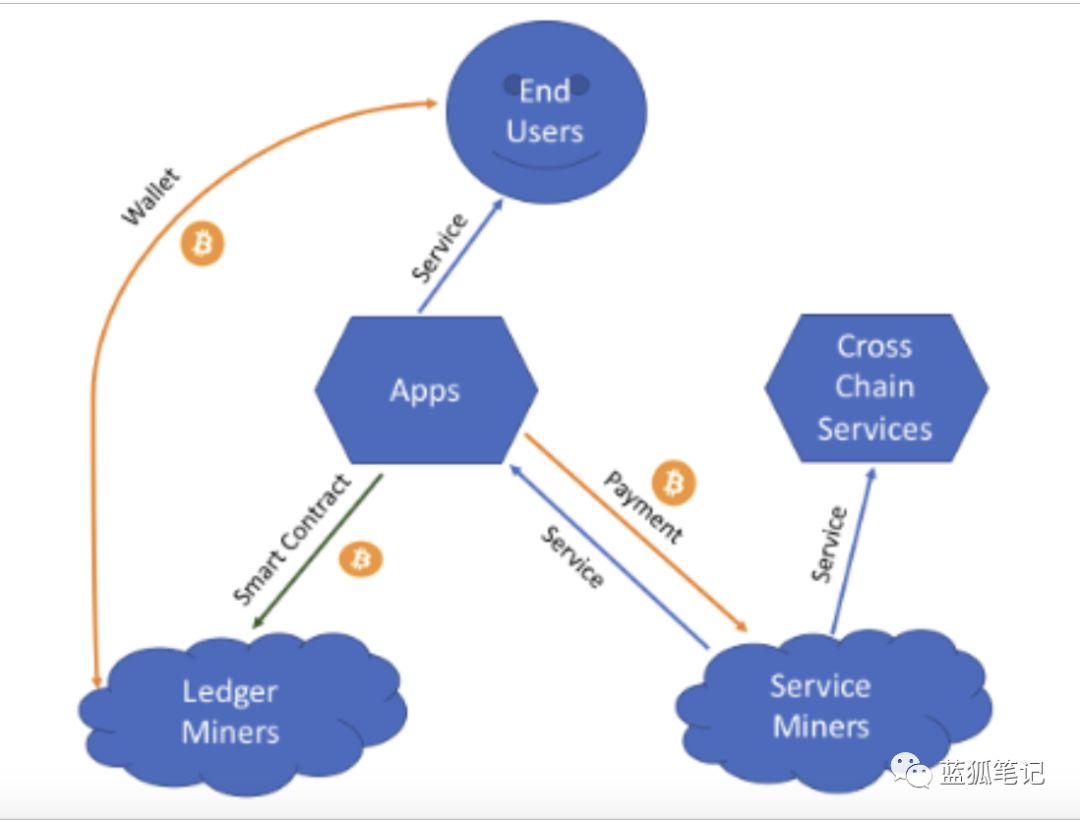 End
Users
Wallet
Service
Apps
Cross
Chain
Services
Smart Contract
Payment
Service
Service
Ledger
Miners
Service
Miners
蓝狐笔记